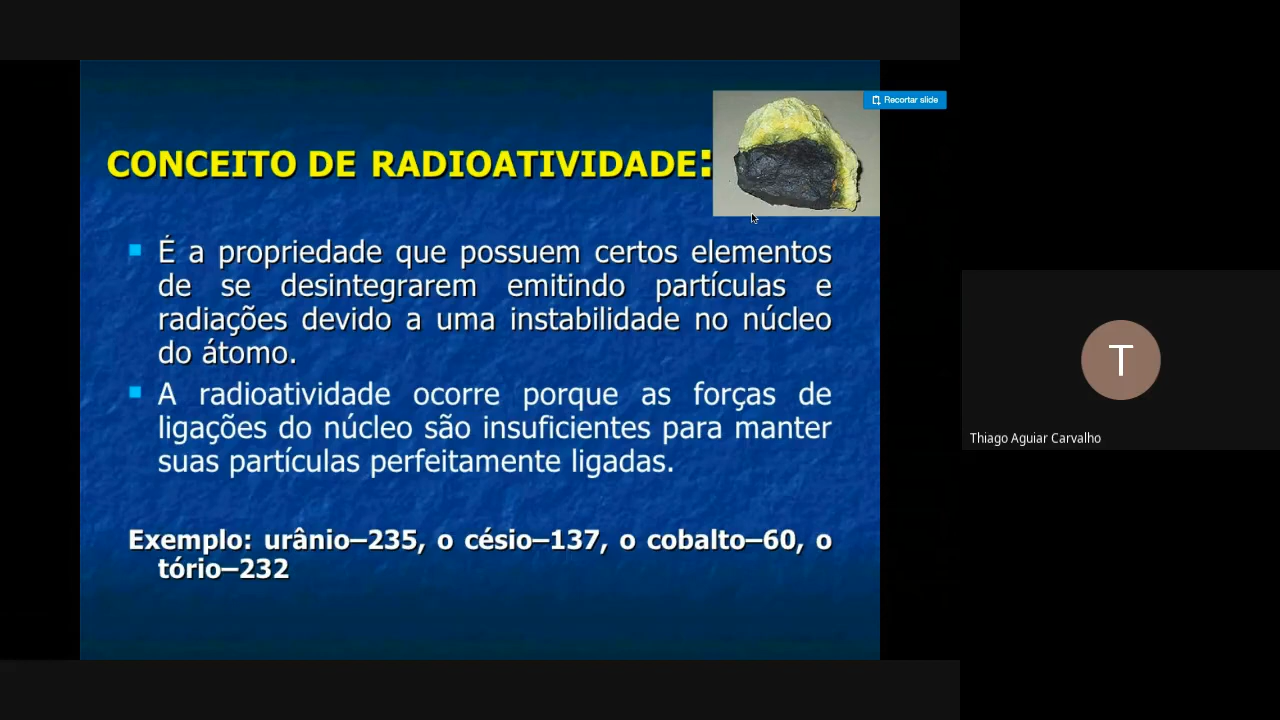 Recortar slide
CONCEITO DE RADIOATIVIDADE:
É a propriedade que possuem certos elementos
de se desintegrarem emitindo partículas e
radiações devido a uma instabilidade no núcleo
do átomo.
A radioatividade ocorre porque as forças de
ligações do núcleo são insuficientes para manter
suas partículas perfeitamente ligadas.
Exemplo: urânio–235, o césio–137, o cobalto–60, o
tório–232
T
Thiago Aguiar Carvalho